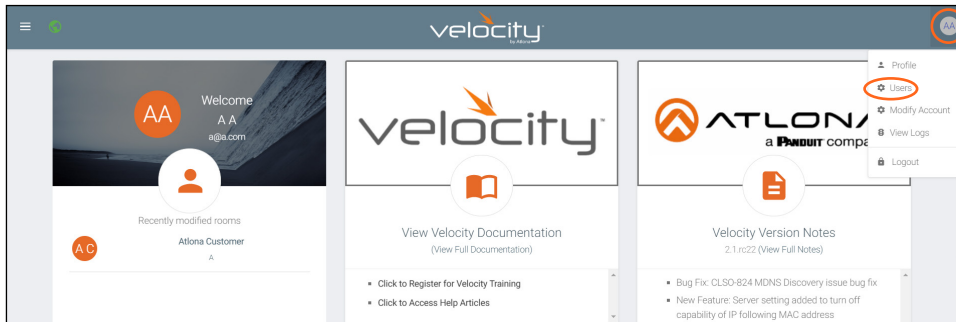 velocity
by Atlona
AA
Profile
Users
Modify Account
View Logs
Logout
AA
Welcome
A A
a@a.com
Recently modified rooms
A C
Atlona Customer
A
velocity
View Velocity Documentation
(View Full Documentation)
Click to Register for Velocity Training
Click to Access Help Articles
a PANDUIT
Velocity Version Notes
2.1.rc22 (View Full Notes)
Bug Fix: CLSO-824 MDNS Discovery issue bug fix
New Feature: Server setting added to turn off
capability of IP following MAC address